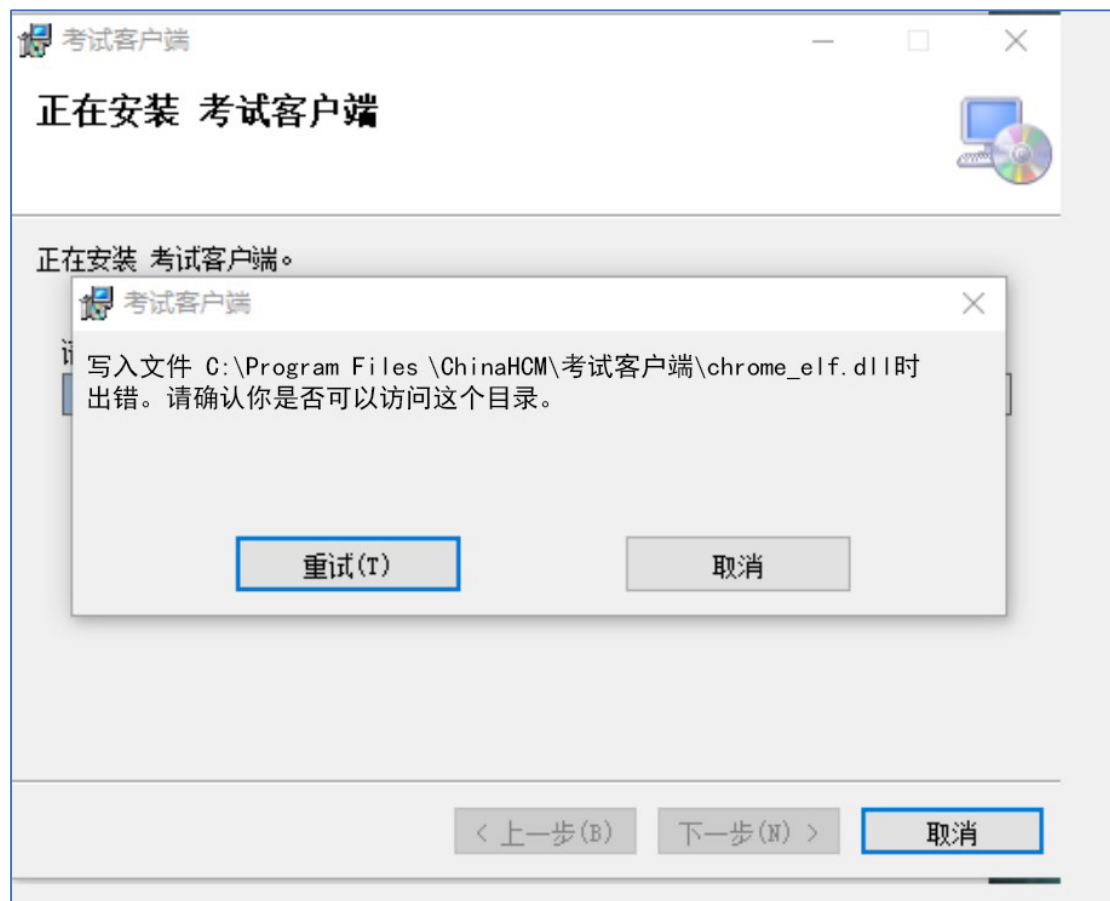 考试客户端
正在安装 考试客户端
正在安装 考试客户端。
考试客户端
写入文件 C:\Program Files \ChinaHCM\考试客户端\chrome_elf.dll时
出错。请确认你是否可以访问这个目录。
重试(T)
取消
< 上一步(B)
下一步(N) >
取消